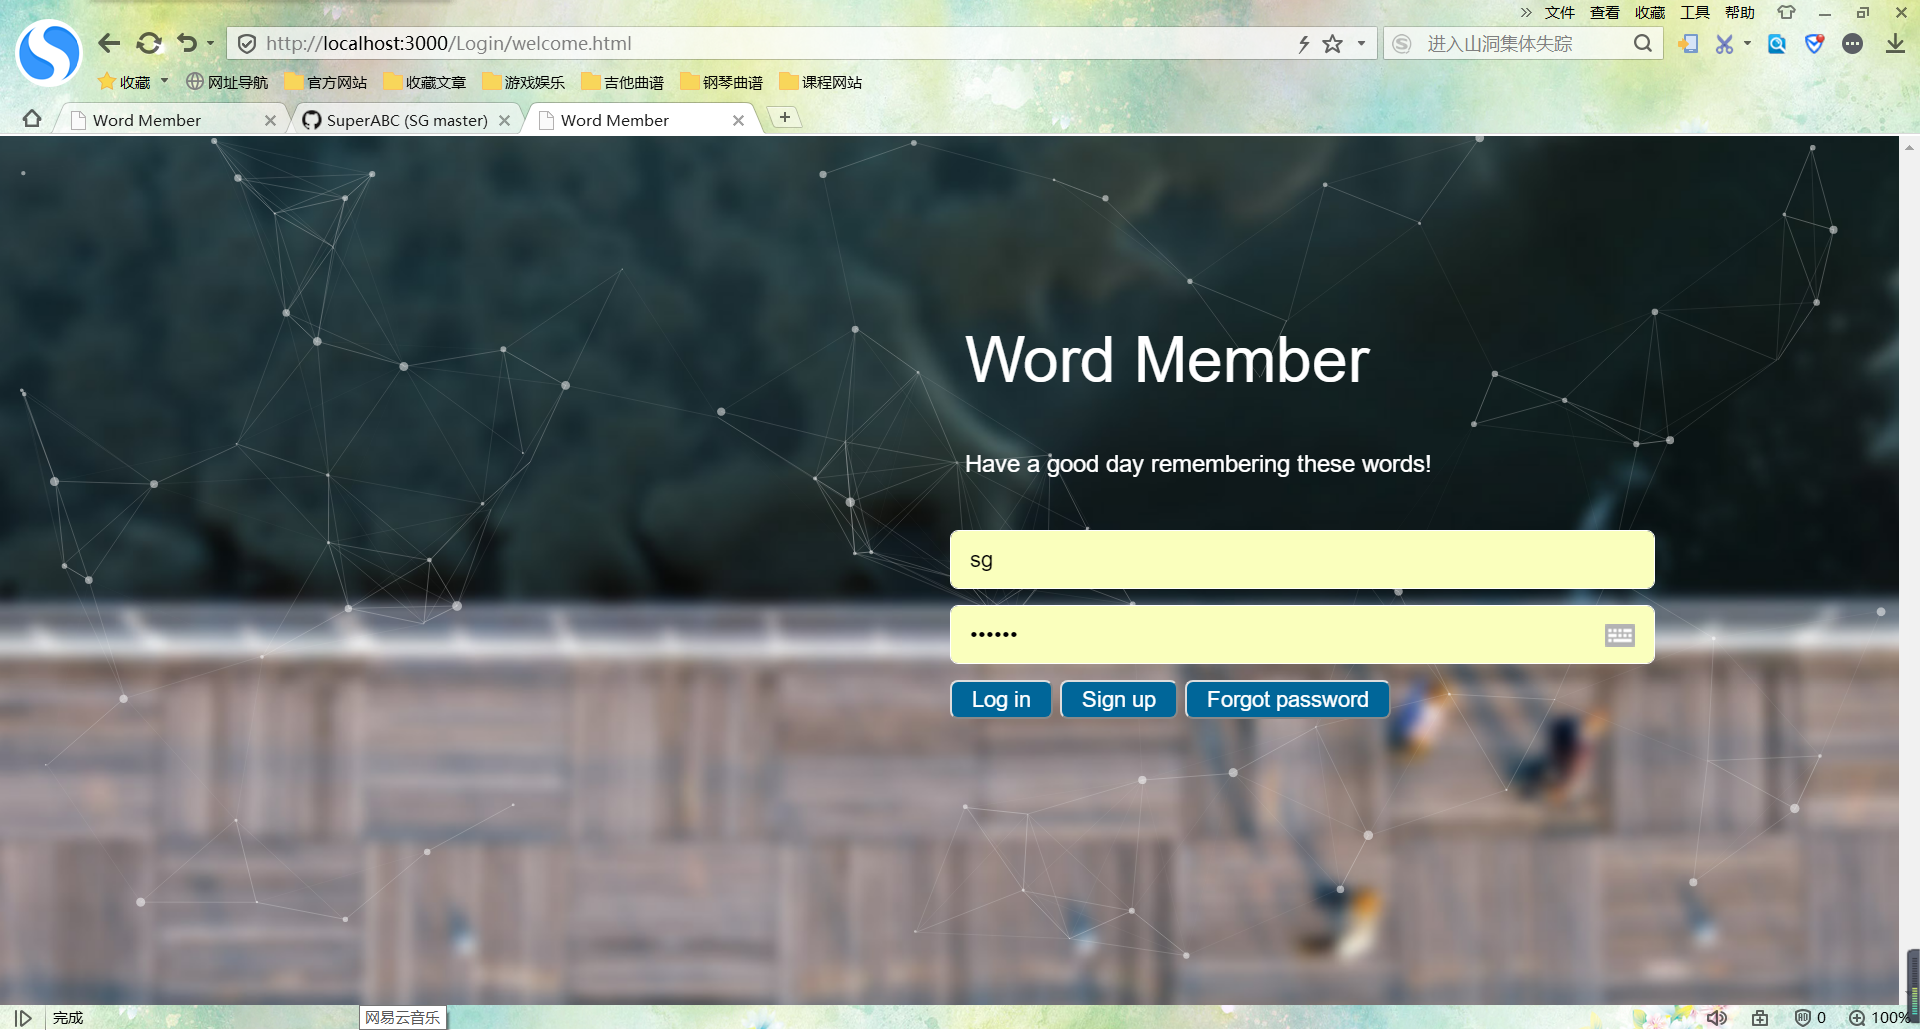 文件 查看 收藏 工具 帮助
http://localhost:3000/Login/welcome.html
进入山洞集体失踪
收藏 网址导航 官方网站 收藏文章 游戏娱乐 吉他曲谱 钢琴曲谱 课程网站
Word Member
SuperABC (SG master)
Word Member
Word Member
Have a good day remembering these words!
sg
••••••
Log in Sign up Forgot password
完成
网易云音乐
0
100%